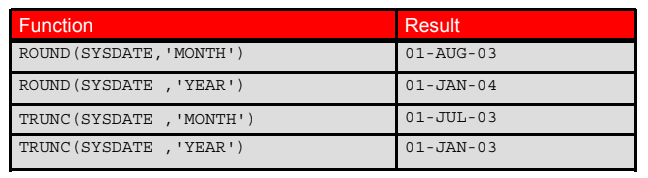 Function Result
ROUND(SYSDATE,'MONTH') 01-AUG-03
ROUND(SYSDATE ,'YEAR') 01-JAN-04
TRUNC(SYSDATE ,'MONTH') 01-JUL-03
TRUNC(SYSDATE ,'YEAR') 01-JAN-03